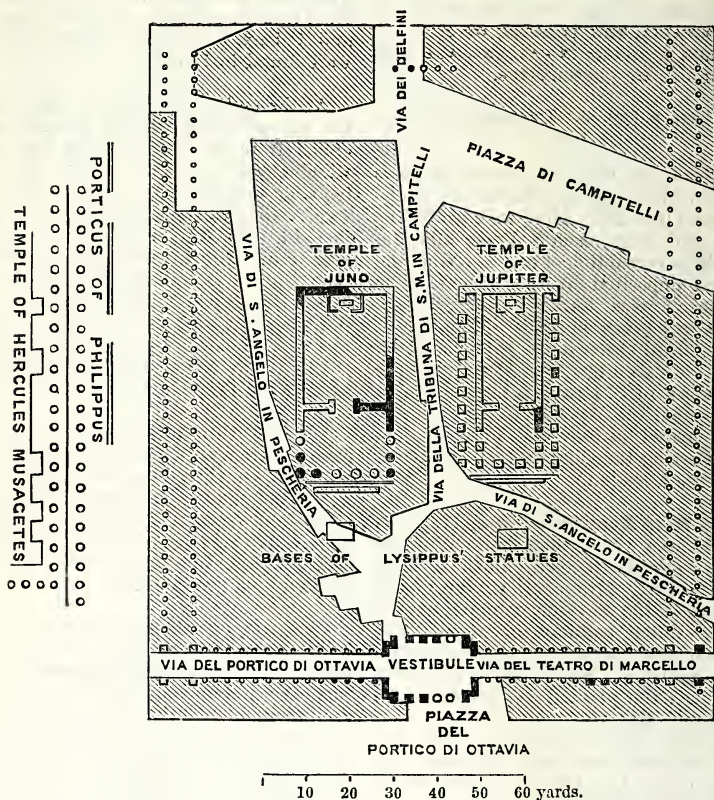 VIA DEI DELFINI
PIAZZA DI CAMPITELLI
PORTICUS OF PHILIPPUS
TEMPLE OF HERCULES MUSAGETES
VIA DI S. ANGELO IN PESCHERIA
TEMPLE
OF
JUNO
VIA DELLA TRIBUNA DI S.M. IN CAMPITELLI
TEMPLE
OF
JUPITER
VIA DI S. ANGELO IN PESCHERIA
BASES OF LYSIPPUS' STATUES
VIA DEL PORTICO DI OTTAVIA
VESTIBULE
VIA DEL TEATRO DI MARCELLO
PIAZZA
DEL
PORTICO DI OTTAVIA
10 20 30 40 50 60 yards.